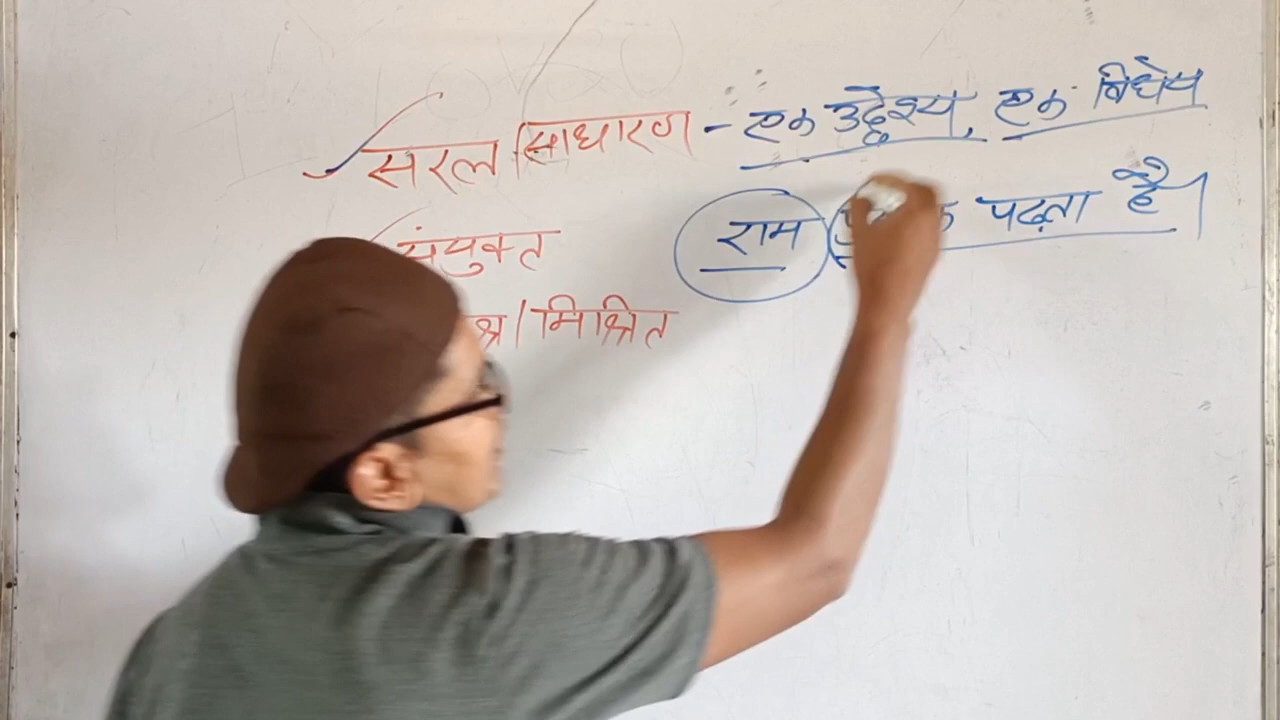 सरल/साधारण - एक उद्देश्य, एक विधेय
संयुक्त
मिश्रित
राम पढ़ता है।